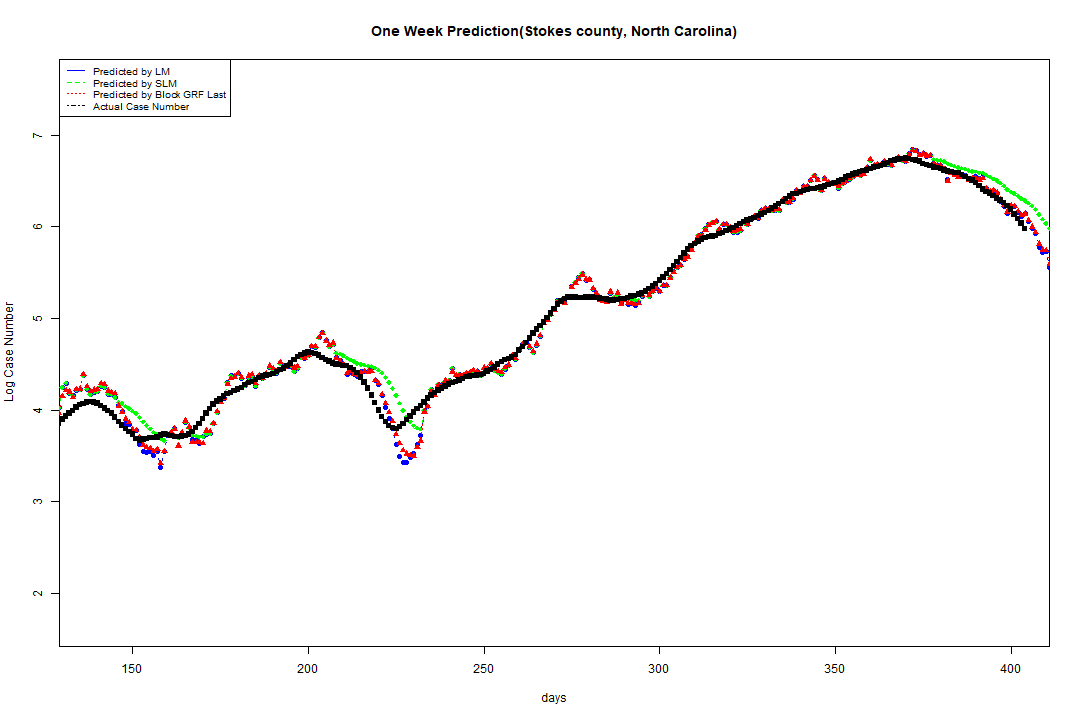 One Week Prediction(Stokes county, North Carolina)
Predicted by LM
Predicted by SLM
Predicted by Block GRF Last
Actual Case Number
7
6
5
4
3
2
Log Case Number
150 200 250 300 350 400
days